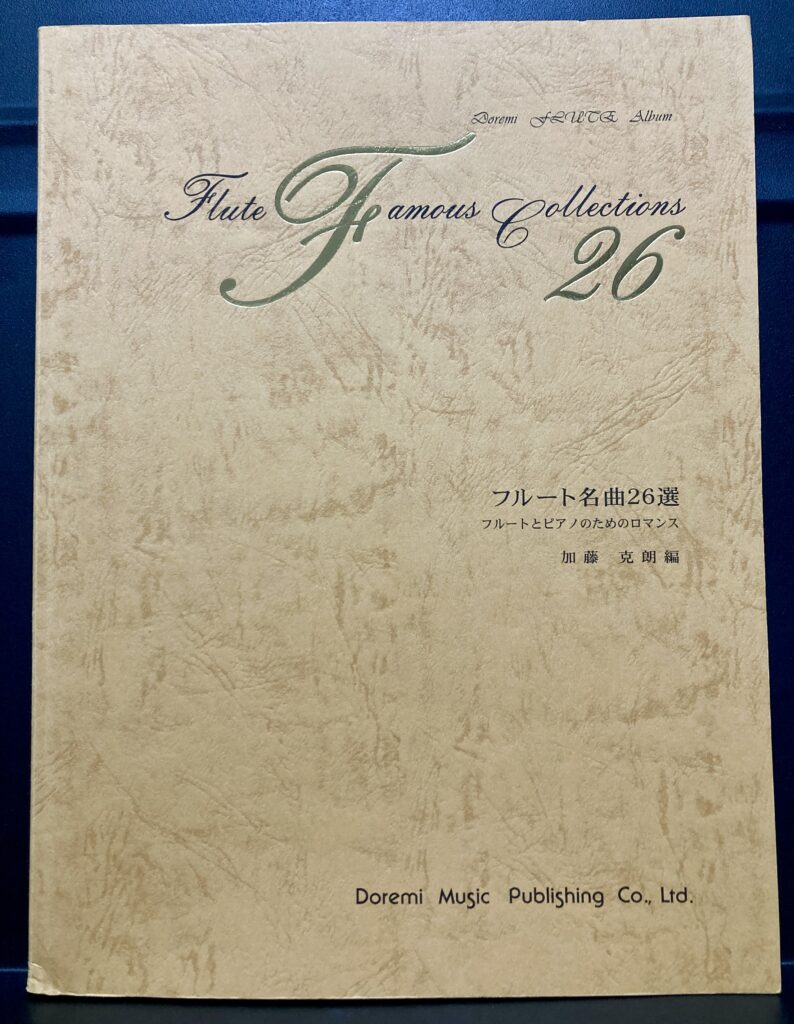 Doremi FLUTE Album
Flute Famous Collections
26
フルート名曲26選
フルートとピアノのためのロマンス
加藤 克朗編
Doremi Music Publishing Co., Ltd.